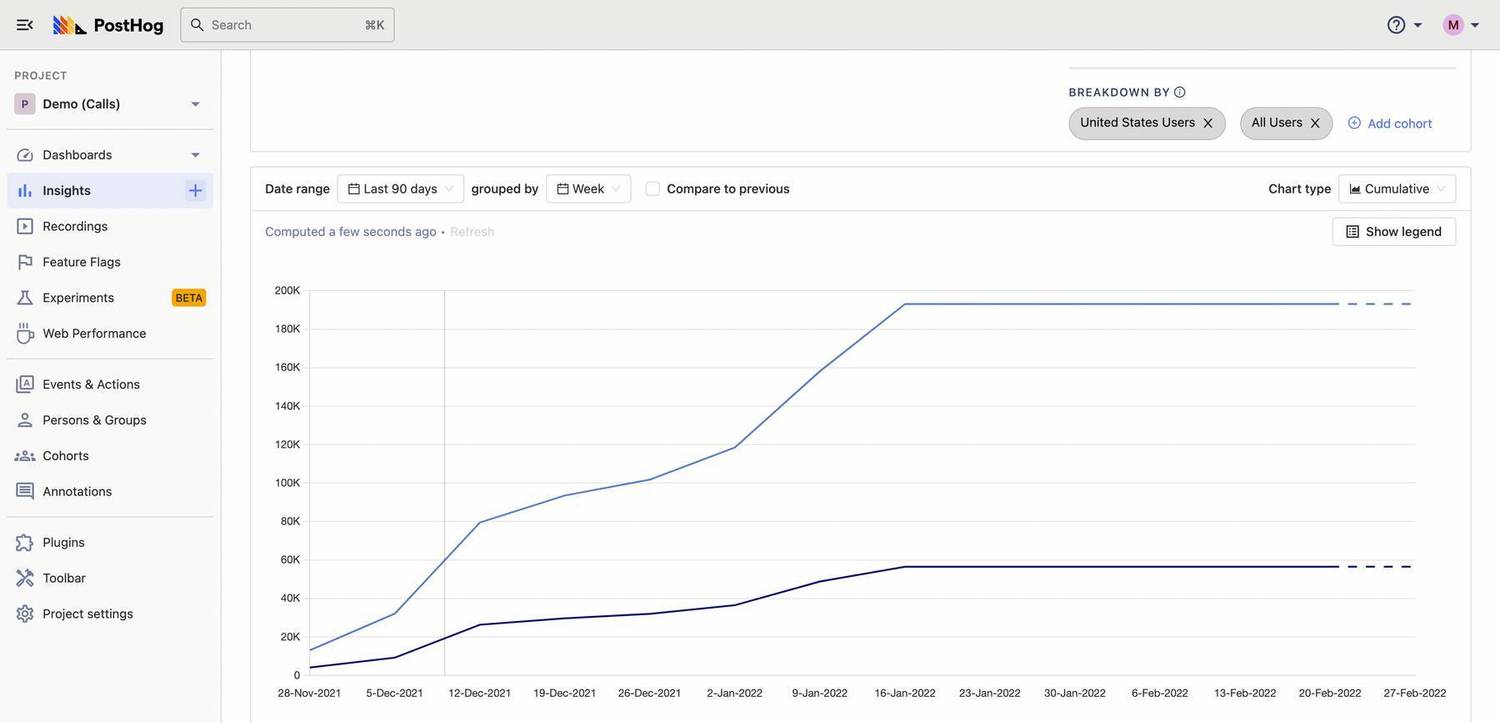 PostHog
Search ⌘K
M
PROJECT
P Demo (Calls)
Dashboards
Insights
Recordings
Feature Flags
Experiments BETA
Web Performance
Events & Actions
Persons & Groups
Cohorts
Annotations
Plugins
Toolbar
Project settings
BREAKDOWN BY
United States Users All Users Add cohort
Date range Last 90 days grouped by Week Compare to previous Chart type Cumulative
Computed a few seconds ago • Refresh Show legend
200K
180K
160K
140K
120K
100K
80K
60K
40K
20K
0
28-Nov-2021 5-Dec-2021 12-Dec-2021 19-Dec-2021 26-Dec-2021 2-Jan-2022 9-Jan-2022 16-Jan-2022 23-Jan-2022 30-Jan-2022 6-Feb-2022 13-Feb-2022 20-Feb-2022 27-Feb-2022